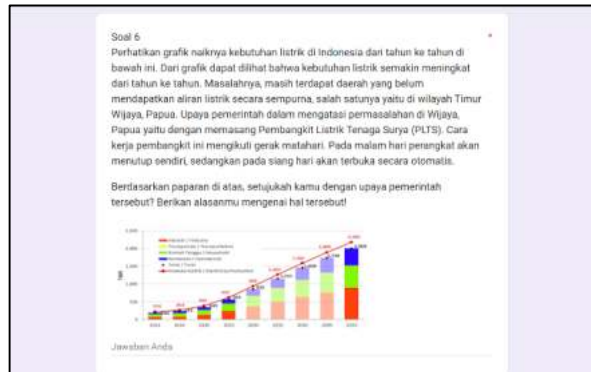 Soal 6
*
Perhatikan grafik naiknya kebutuhan listrik di Indonesia dari tahun ke tahun di
bawah ini. Dari grafik dapat dilihat bahwa kebutuhan listrik semakin meningkat
dari tahun ke tahun. Masalahnya, masih terdapat daerah yang belum
mendapatkan aliran listrik secara sempurna, salah satunya yaitu di wilayah Timur
Wijaya, Papua. Upaya pemerintah dalam mengatasi permasalahan di Wijaya,
Papua yaitu dengan memasang Pembangkit Listrik Tenaga Surya (PLTS). Cara
kerja pembangkit ini mengikuti gerak matahari. Pada malam hari perangkat akan
menutup sendiri, sedangkan pada siang hari akan terbuka secara otomatis.
Berdasarkan paparan di atas, setujukah kamu dengan upaya pemerintah
tersebut? Berikan alasanmu mengenai hal tersebut!
Jawaban Anda